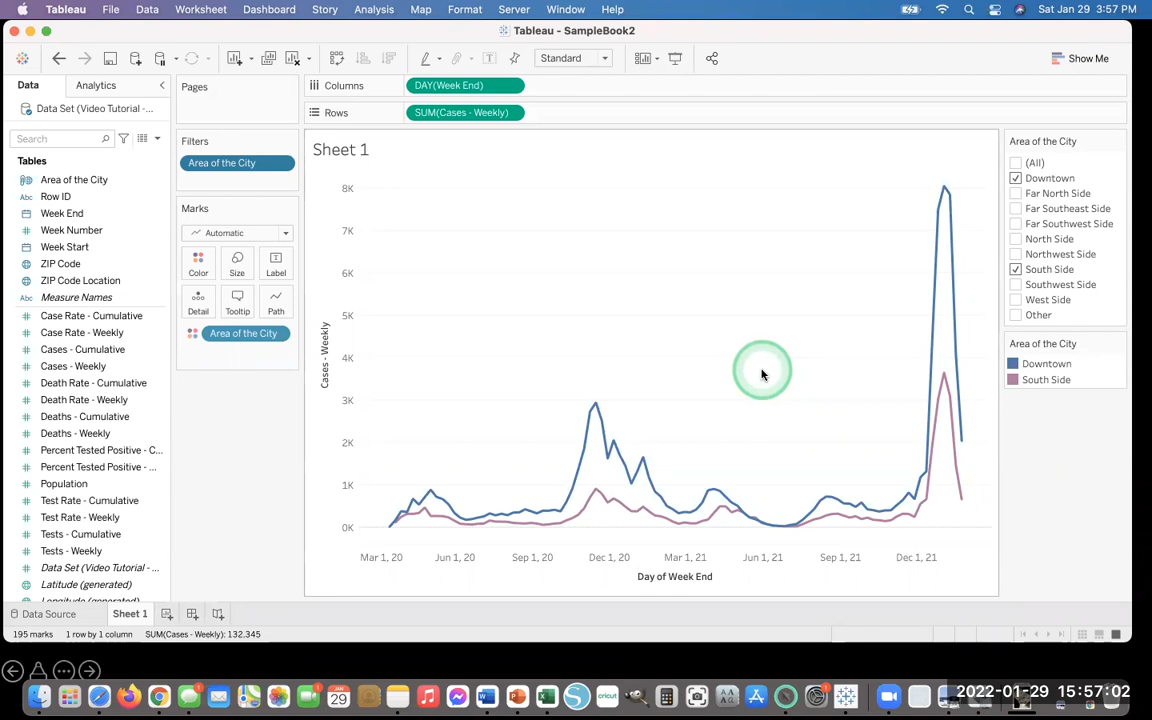 Tableau File Data Worksheet Dashboard Story Analysis Map Format Server Window Help Sat Jan 29 3:57 PM
Tableau - SampleBook2
Standard Show Me
Data Analytics Pages Columns DAY(Week End)
Data Set (Video Tutorial -...
Rows SUM(Cases - Weekly)
Search
Filters
Area of the City
Sheet 1
Area of the City
(All)
Downtown
Far North Side
Far Southeast Side
Far Southwest Side
North Side
Northwest Side
South Side
Southwest Side
West Side
Other
Area of the City
Downtown
South Side
Tables
Area of the City
Abc Row ID
Week End
Week Number
Week Start
ZIP Code
ZIP Code Location
Abc Measure Names
Case Rate - Cumulative
Case Rate - Weekly
Cases - Cumulative
Cases - Weekly
Death Rate - Cumulative
Death Rate - Weekly
Deaths - Cumulative
Deaths - Weekly
Percent Tested Positive - C...
Percent Tested Positive - ...
Population
Test Rate - Cumulative
Test Rate - Weekly
Tests - Cumulative
Tests - Weekly
Data Set (Video Tutorial - ...
Latitude (generated)
Longitude (generated)
Marks
Automatic
Color Size Label
Detail Tooltip Path
Area of the City
8K
7K
6K
5K
4K
3K
2K
1K
0K
Cases - Weekly
Mar 1, 20 Jun 1, 20 Sep 1, 20 Dec 1, 20 Mar 1, 21 Jun 1, 21 Sep 1, 21 Dec 1, 21
Day of Week End
Data Source Sheet 1
195 marks 1 row by 1 column SUM(Cases - Weekly): 132,345
JAN
29
cricut
2022-01-29 15:57:02